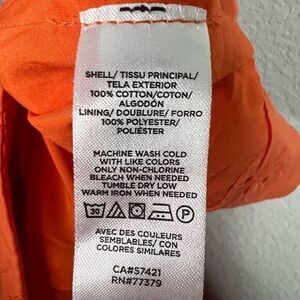 SHELL/ TISSU PRINCIPAL/
TELA EXTERIOR
100% COTTON/COTON/
ALGODÓN
LINING/ DOUBLURE/ FORRO
100% POLYESTER/
POLIÉSTER
MACHINE WASH COLD
WITH LIKE COLORS
ONLY NON-CHLORINE
BLEACH WHEN NEEDED
TUMBLE DRY LOW
WARM IRON WHEN NEEDED
30 P
AVEC DES COULEURS
SEMBLABLES/ CON
COLORES SIMILARES
CA#57421
RN#77379